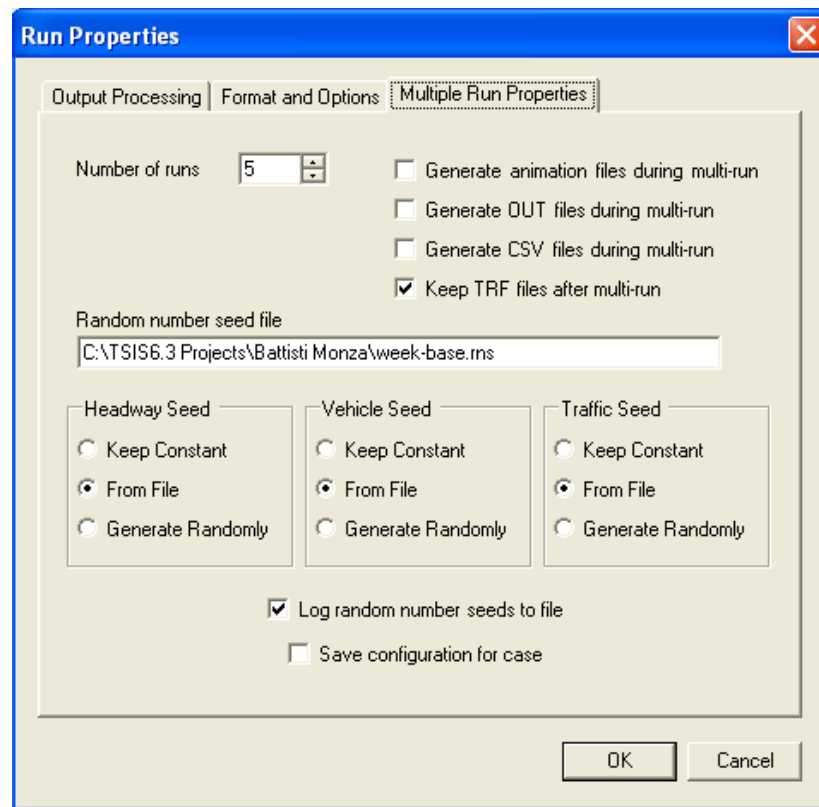 Run Properties
Output Processing Format and Options Multiple Run Properties
Number of runs 5
Generate animation files during multi-run
Generate OUT files during multi-run
Generate CSV files during multi-run
Keep TRF files after multi-run
Random number seed file
C:\TSIS6.3 Projects\Battisti Monza\week-base.rns
Headway Seed Vehicle Seed Traffic Seed
Keep Constant Keep Constant Keep Constant
From File From File From File
Generate Randomly Generate Randomly Generate Randomly
Log random number seeds to file
Save configuration for case
OK Cancel